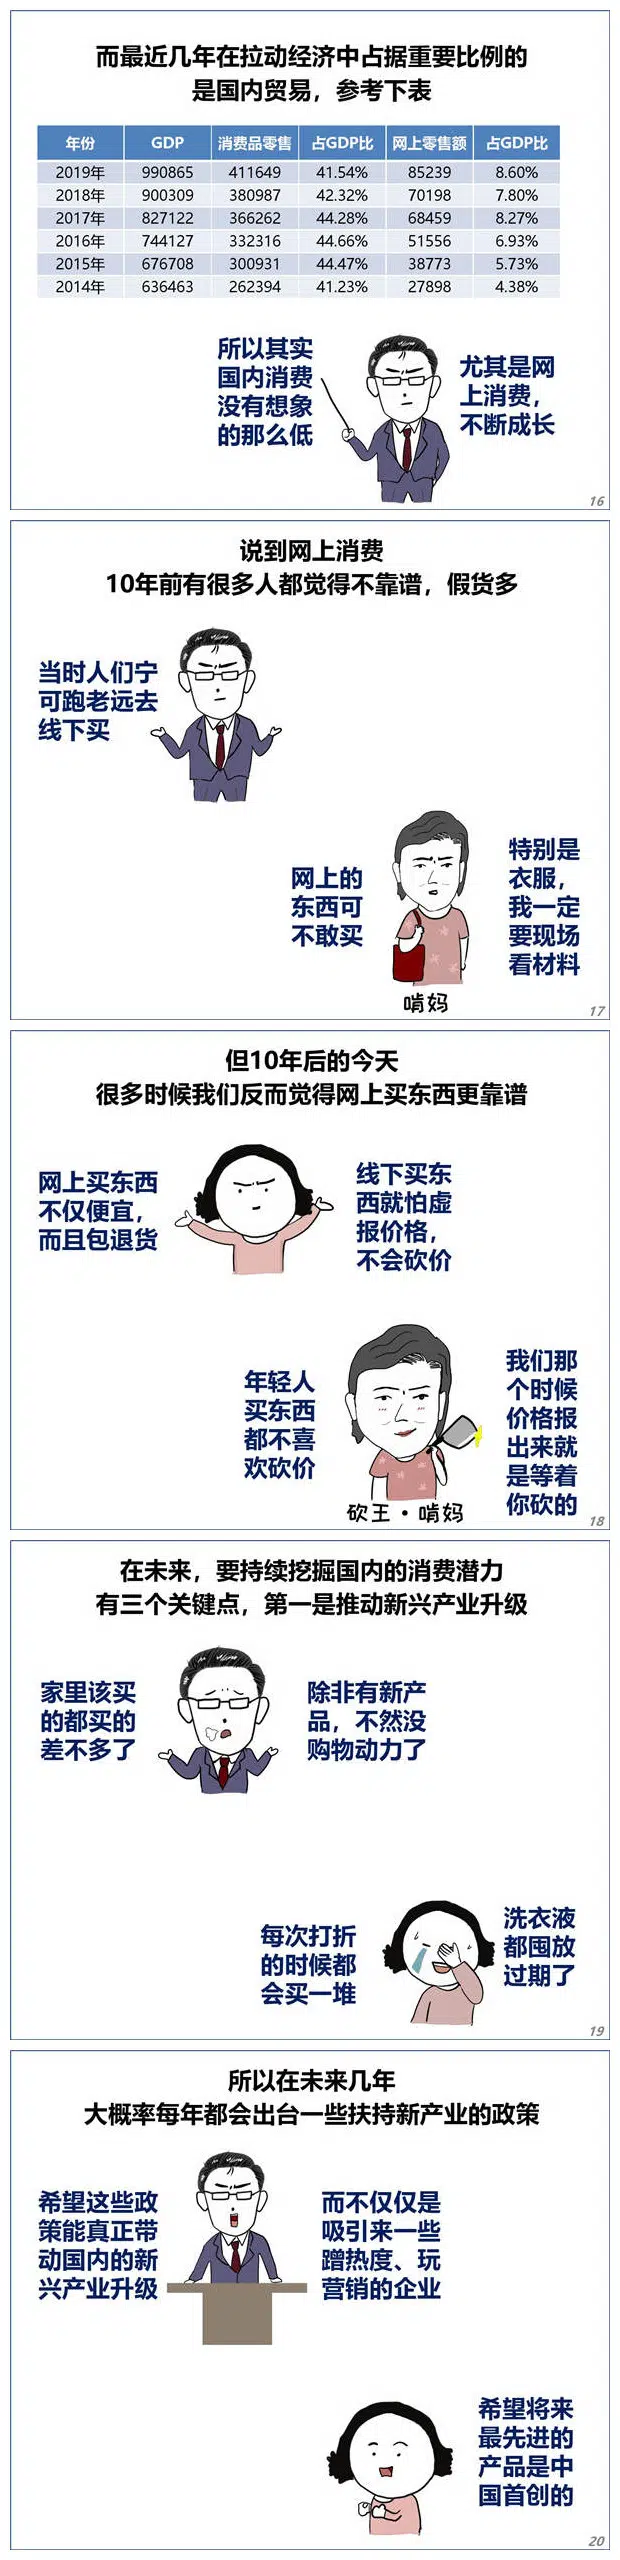 而最近几年在拉动经济中占据重要比例的
是国内贸易，参考下表
年份 GDP 消费品零售 占GDP比 网上零售额 占GDP比
2019年 990865 411649 41.54% 85239 8.60%
2018年 900309 380987 42.32% 70198 7.80%
2017年 827122 366262 44.28% 68459 8.27%
2016年 744127 332316 44.66% 51556 6.93%
2015年 676708 300931 44.47% 38773 5.73%
2014年 636463 262394 41.23% 27898 4.38%
所以其实
国内消费
没有想象
的那么低
尤其是网
上消费，
不断成长
16
说到网上消费
10年前有很多人都觉得不靠谱，假货多
当时人们宁
可跑老远去
线下买
网上的
东西可
不敢买
特别是
衣服，
我一定
要现场
看材料
啃妈
17
但10年后的今天
很多时候我们反而觉得网上买东西更靠谱
网上买东西
不仅便宜，
而且包退货
线下买东
西就怕虚
报价格，
不会砍价
年轻人
买东西
都不喜
欢砍价
我们那
个时候
价格报
出来就
是等着
你砍的
砍王·啃妈
18
在未来，要持续挖掘国内的消费潜力
有三个关键点，第一是推动新兴产业升级
家里该买
的都买的
差不多了
除非有新产
品，不然没
购物动力了
每次打折
的时候都
会买一堆
洗衣液
都囤放
过期了
19
所以在未来几年
大概率每年都会出台一些扶持新产业的政策
希望这些政
策能真正带
动国内的新
兴产业升级
而不仅仅是
吸引来一些
蹭热度、玩
营销的企业
希望将来
最先进的
产品是中
国首创的
20